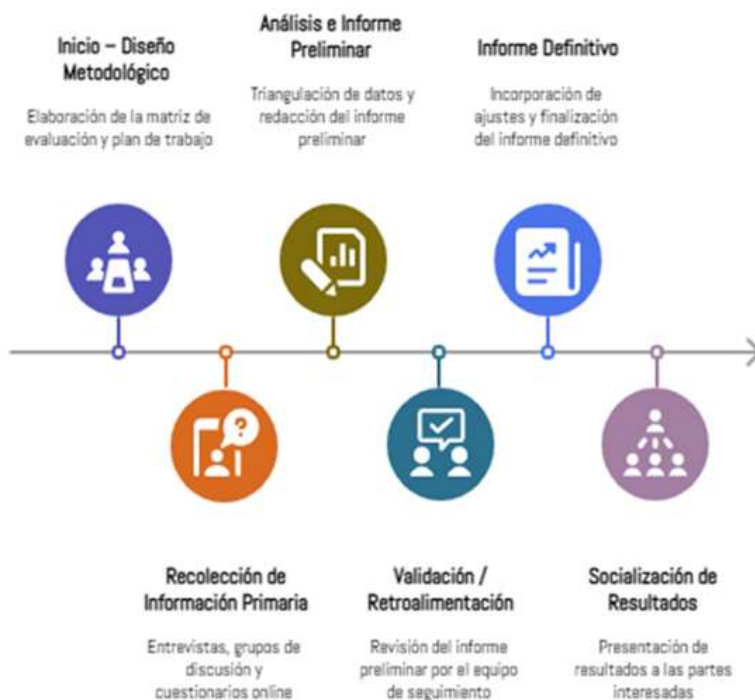 Inicio – Diseño
Metodológico
Elaboración de la matriz de
evaluación y plan de trabajo
Análisis e Informe
Preliminar
Triangulación de datos y
redacción del informe
preliminar
Informe Definitivo
Incorporación de
ajustes y finalización
del informe definitivo
?
Recolección de
Información Primaria
Entrevistas, grupos de
discusión y
cuestionarios online
Validación /
Retroalimentación
Revisión del informe
preliminar por el equipo
de seguimiento
Socialización de
Resultados
Presentación de
resultados a las partes
interesadas